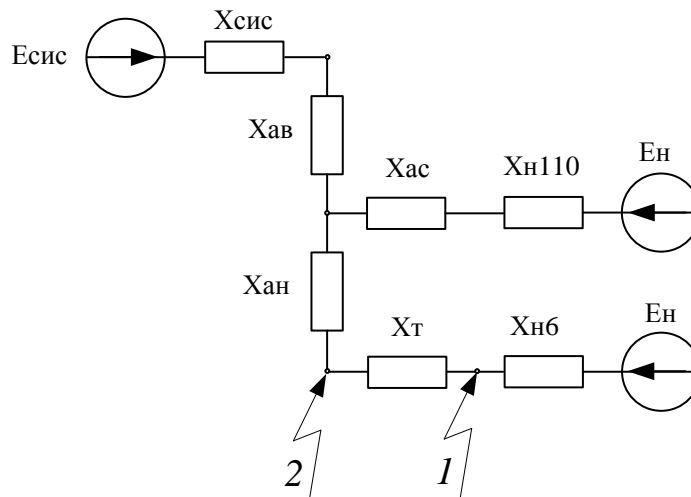 Xсис
Eсис
Xав
Xас
Xн110
Eн
Xан
Xт
Xн6
Eн
2
1